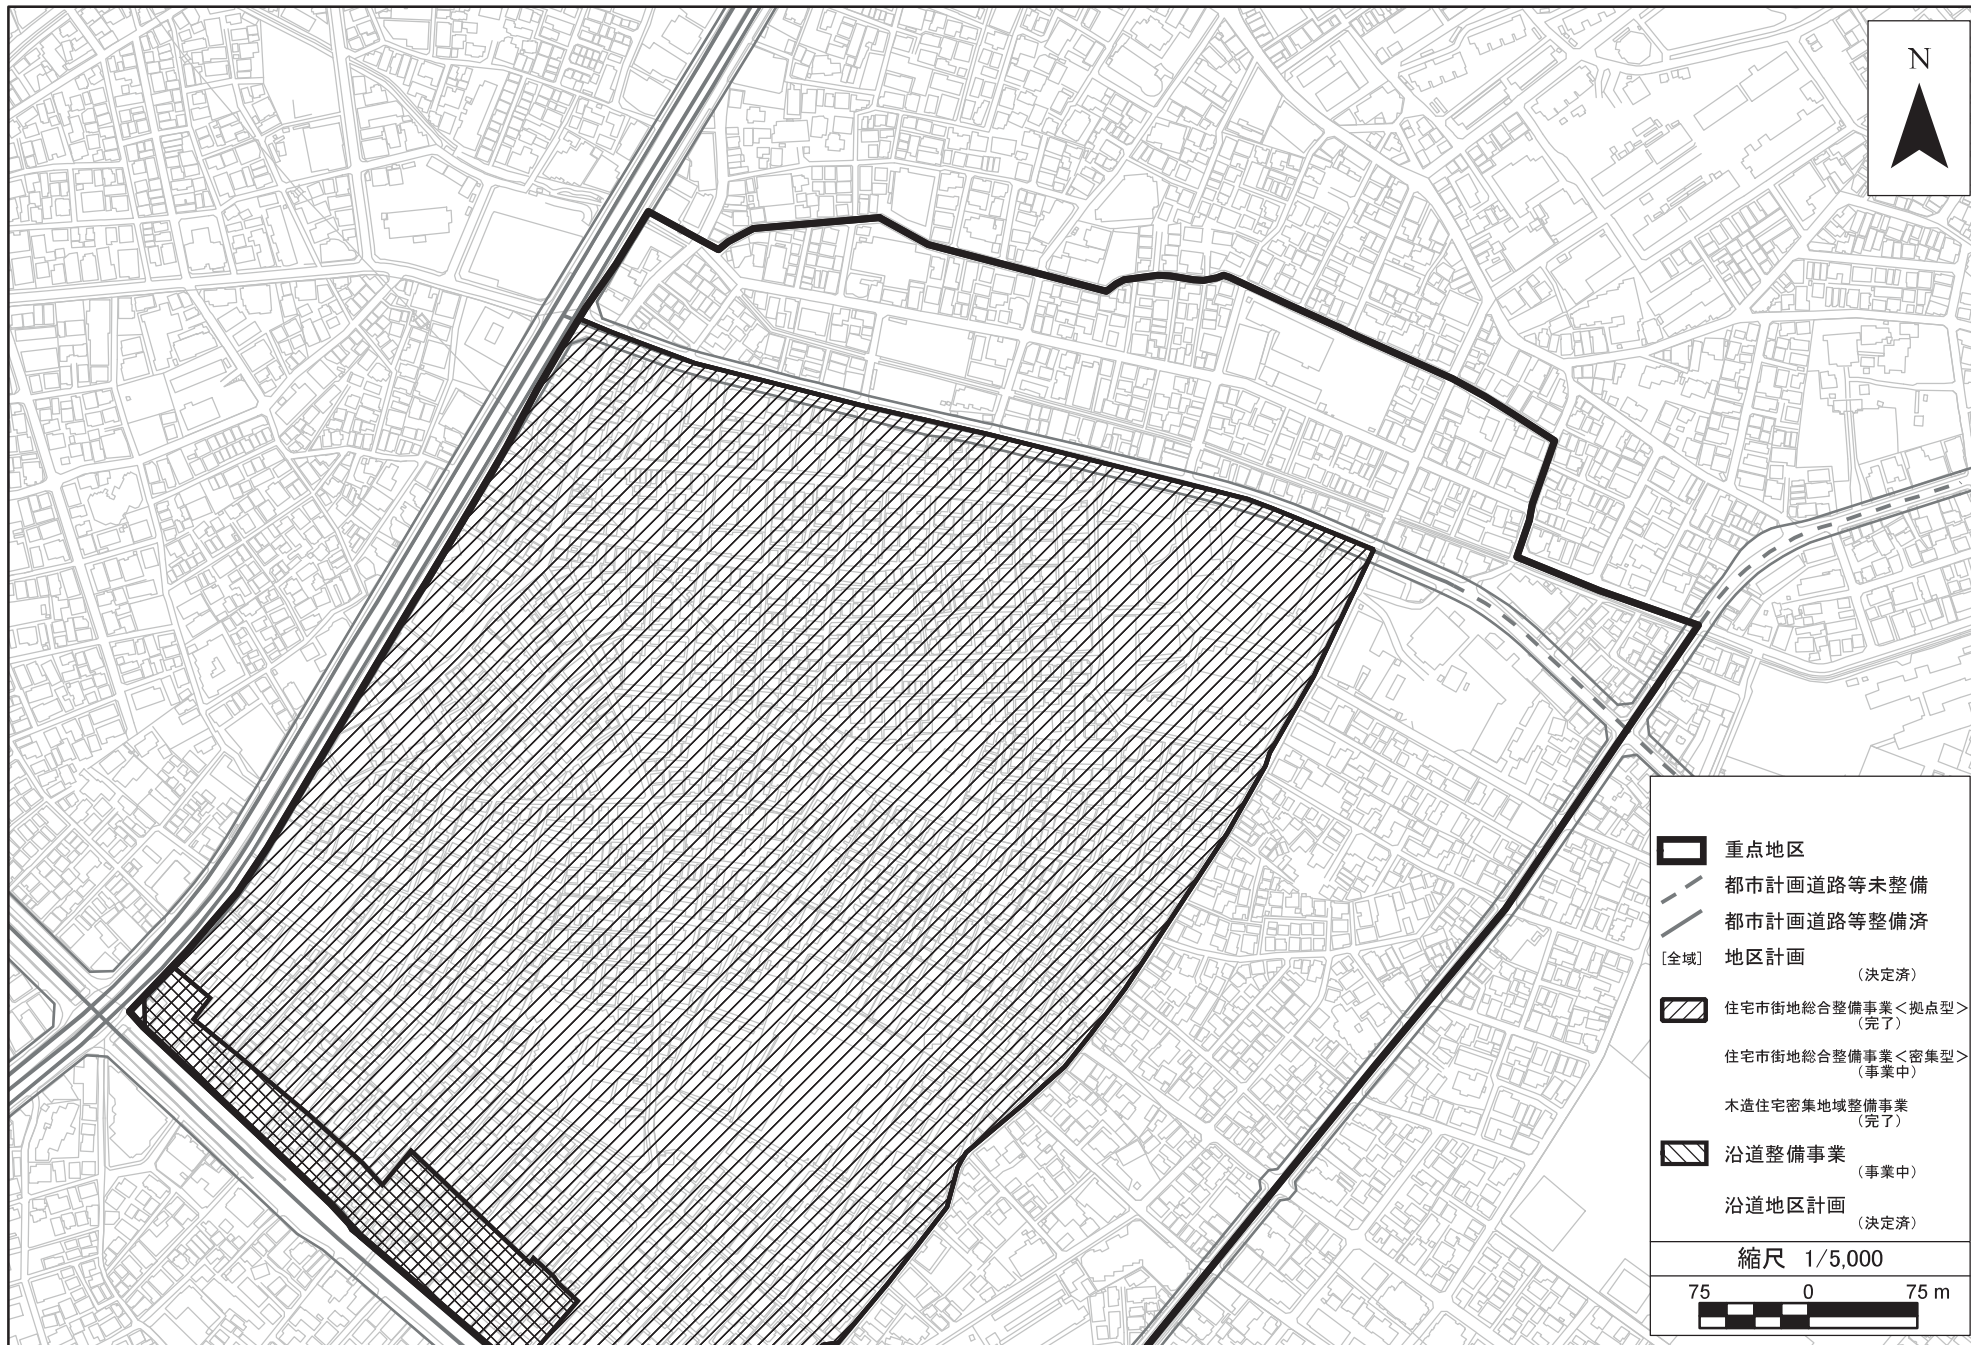 N
重点地区
都市計画道路等未整備
都市計画道路等整備済
[全域] 地区計画
(決定済)
住宅市街地総合整備事業<拠点型>
(完了)
住宅市街地総合整備事業<密集型>
(事業中)
木造住宅密集地域整備事業
(完了)
沿道整備事業
(事業中)
沿道地区計画
(決定済)
縮尺 1/5,000
75 0 75 m